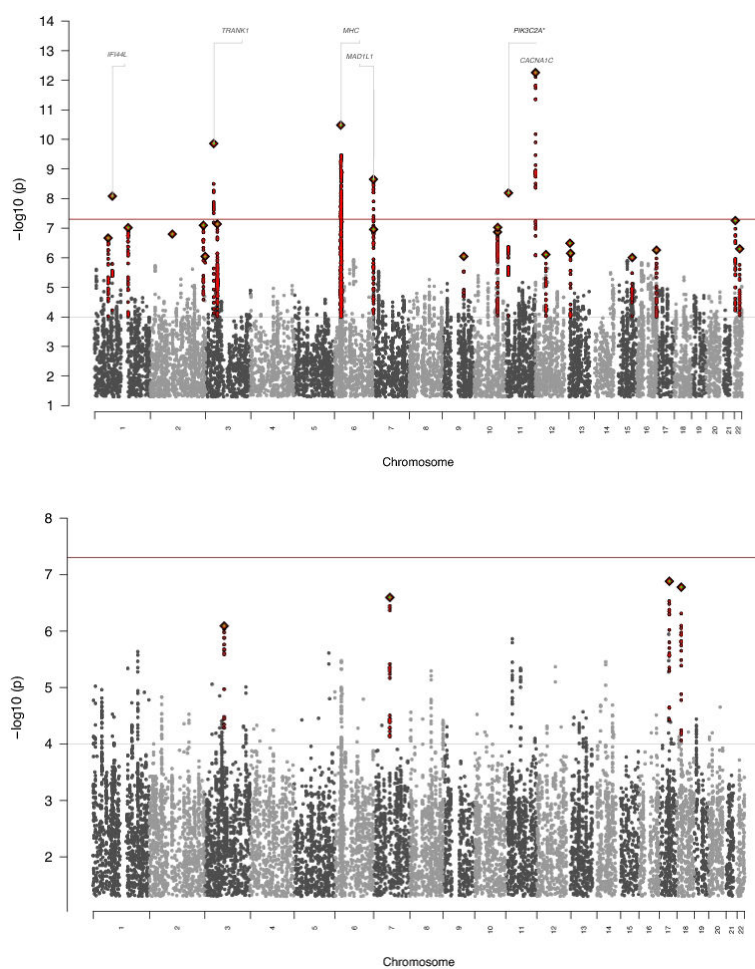 14
13
12
11
10
9
8
7
6
5
4
3
2
1
−log10 (p)
IFI44L
TRANK1
MHC
MAD1L1
PIK3C2A*
CACNA1C
1 2 3 4 5 6 7 8 9 10 11 12 13 14 15 16 17 18 19 20 21 22
Chromosome
8
7
6
5
4
3
2
−log10 (p)
1 2 3 4 5 6 7 8 9 10 11 12 13 14 15 16 17 18 19 20 21 22
Chromosome